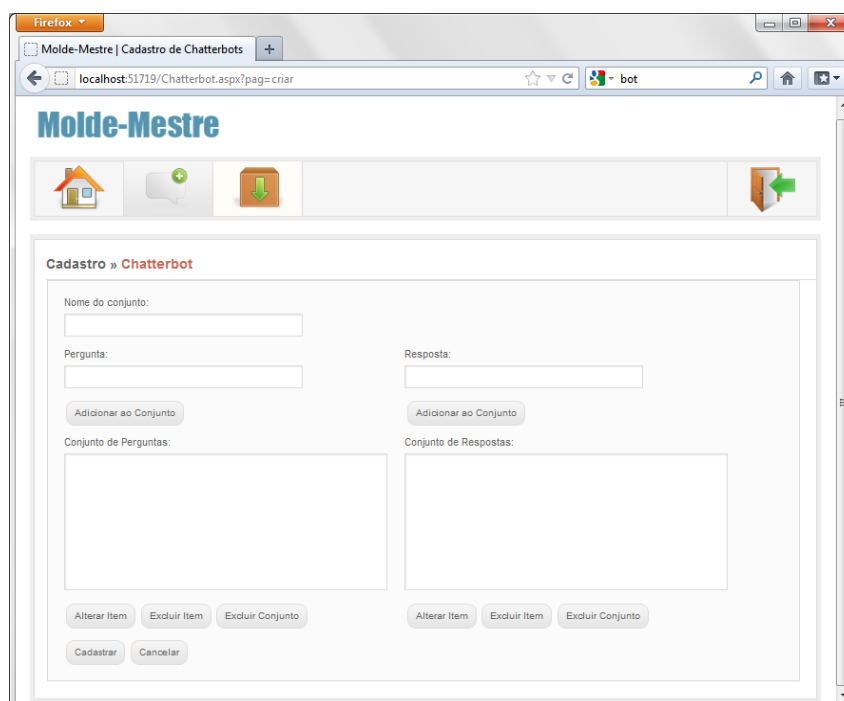 Firefox
Molde-Mestre | Cadastro de Chatterbots
localhost:51719/Chatterbot.aspx?pag=criar
bot
Molde-Mestre
Cadastro » Chatterbot
Nome do conjunto:
Pergunta: Resposta:
Adicionar ao Conjunto Adicionar ao Conjunto
Conjunto de Perguntas: Conjunto de Respostas:
Alterar Item Excluir Item Excluir Conjunto Alterar Item Excluir Item Excluir Conjunto
Cadastrar Cancelar